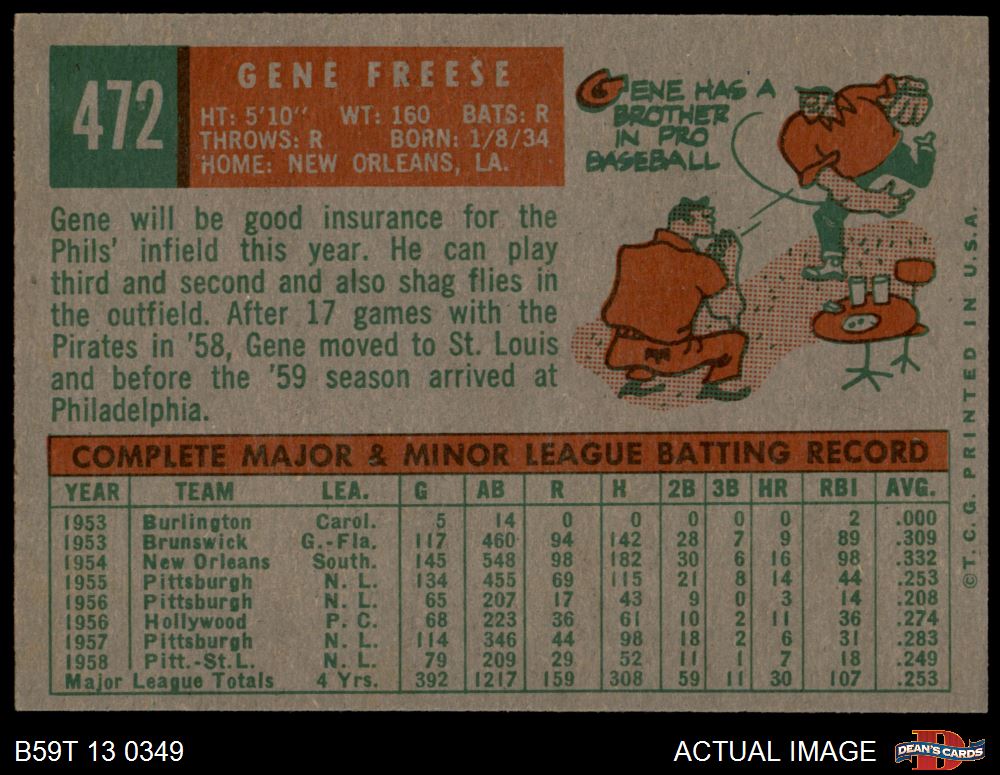 472
GENE FREESE
HT: 5'10" WT: 160 BATS: R
THROWS: R BORN: 1/8/34
HOME: NEW ORLEANS, LA.
GENE HAS A
BROTHER
IN PRO
BASEBALL
Gene will be good insurance for the
Phils' infield this year. He can play
third and second and also shag flies in
the outfield. After 17 games with the
Pirates in '58, Gene moved to St. Louis
and before the '59 season arrived at
Philadelphia.
COMPLETE MAJOR & MINOR LEAGUE BATTING RECORD
YEAR TEAM LEA. G AB R H 2B 3B HR RBI AVG.
1953 Burlington Carol. 5 14 0 0 0 0 0 2 .000
1953 Brunswick G.-Fla. 117 460 94 142 28 7 9 89 .309
1954 New Orleans South. 145 548 98 182 30 6 16 98 .332
1955 Pittsburgh N. L. 134 455 69 115 21 8 14 44 .253
1956 Pittsburgh N. L. 65 207 17 43 9 0 3 14 .208
1956 Hollywood P. C. 68 223 36 61 10 2 11 36 .274
1957 Pittsburgh N. L. 114 346 44 98 18 2 6 31 .283
1958 Pitt.-St.L. N. L. 79 209 29 52 11 1 7 18 .249
Major League Totals 4 Yrs. 392 1217 159 308 59 11 30 107 .253
©T. C. G. PRINTED IN U.S.A.
B59T 13 0349
ACTUAL IMAGE
DEAN'S CARDS